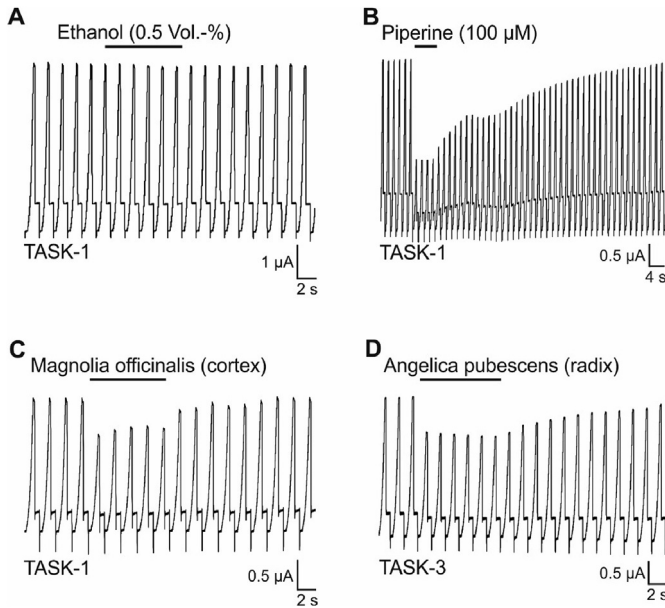 A
Ethanol (0.5 Vol.-%)
TASK-1
1 µA
2 s
B
Piperine (100 µM)
TASK-1
0.5 µA
4 s
C
Magnolia officinalis (cortex)
TASK-1
0.5 µA
2 s
D
Angelica pubescens (radix)
TASK-3
0.5 µA
2 s